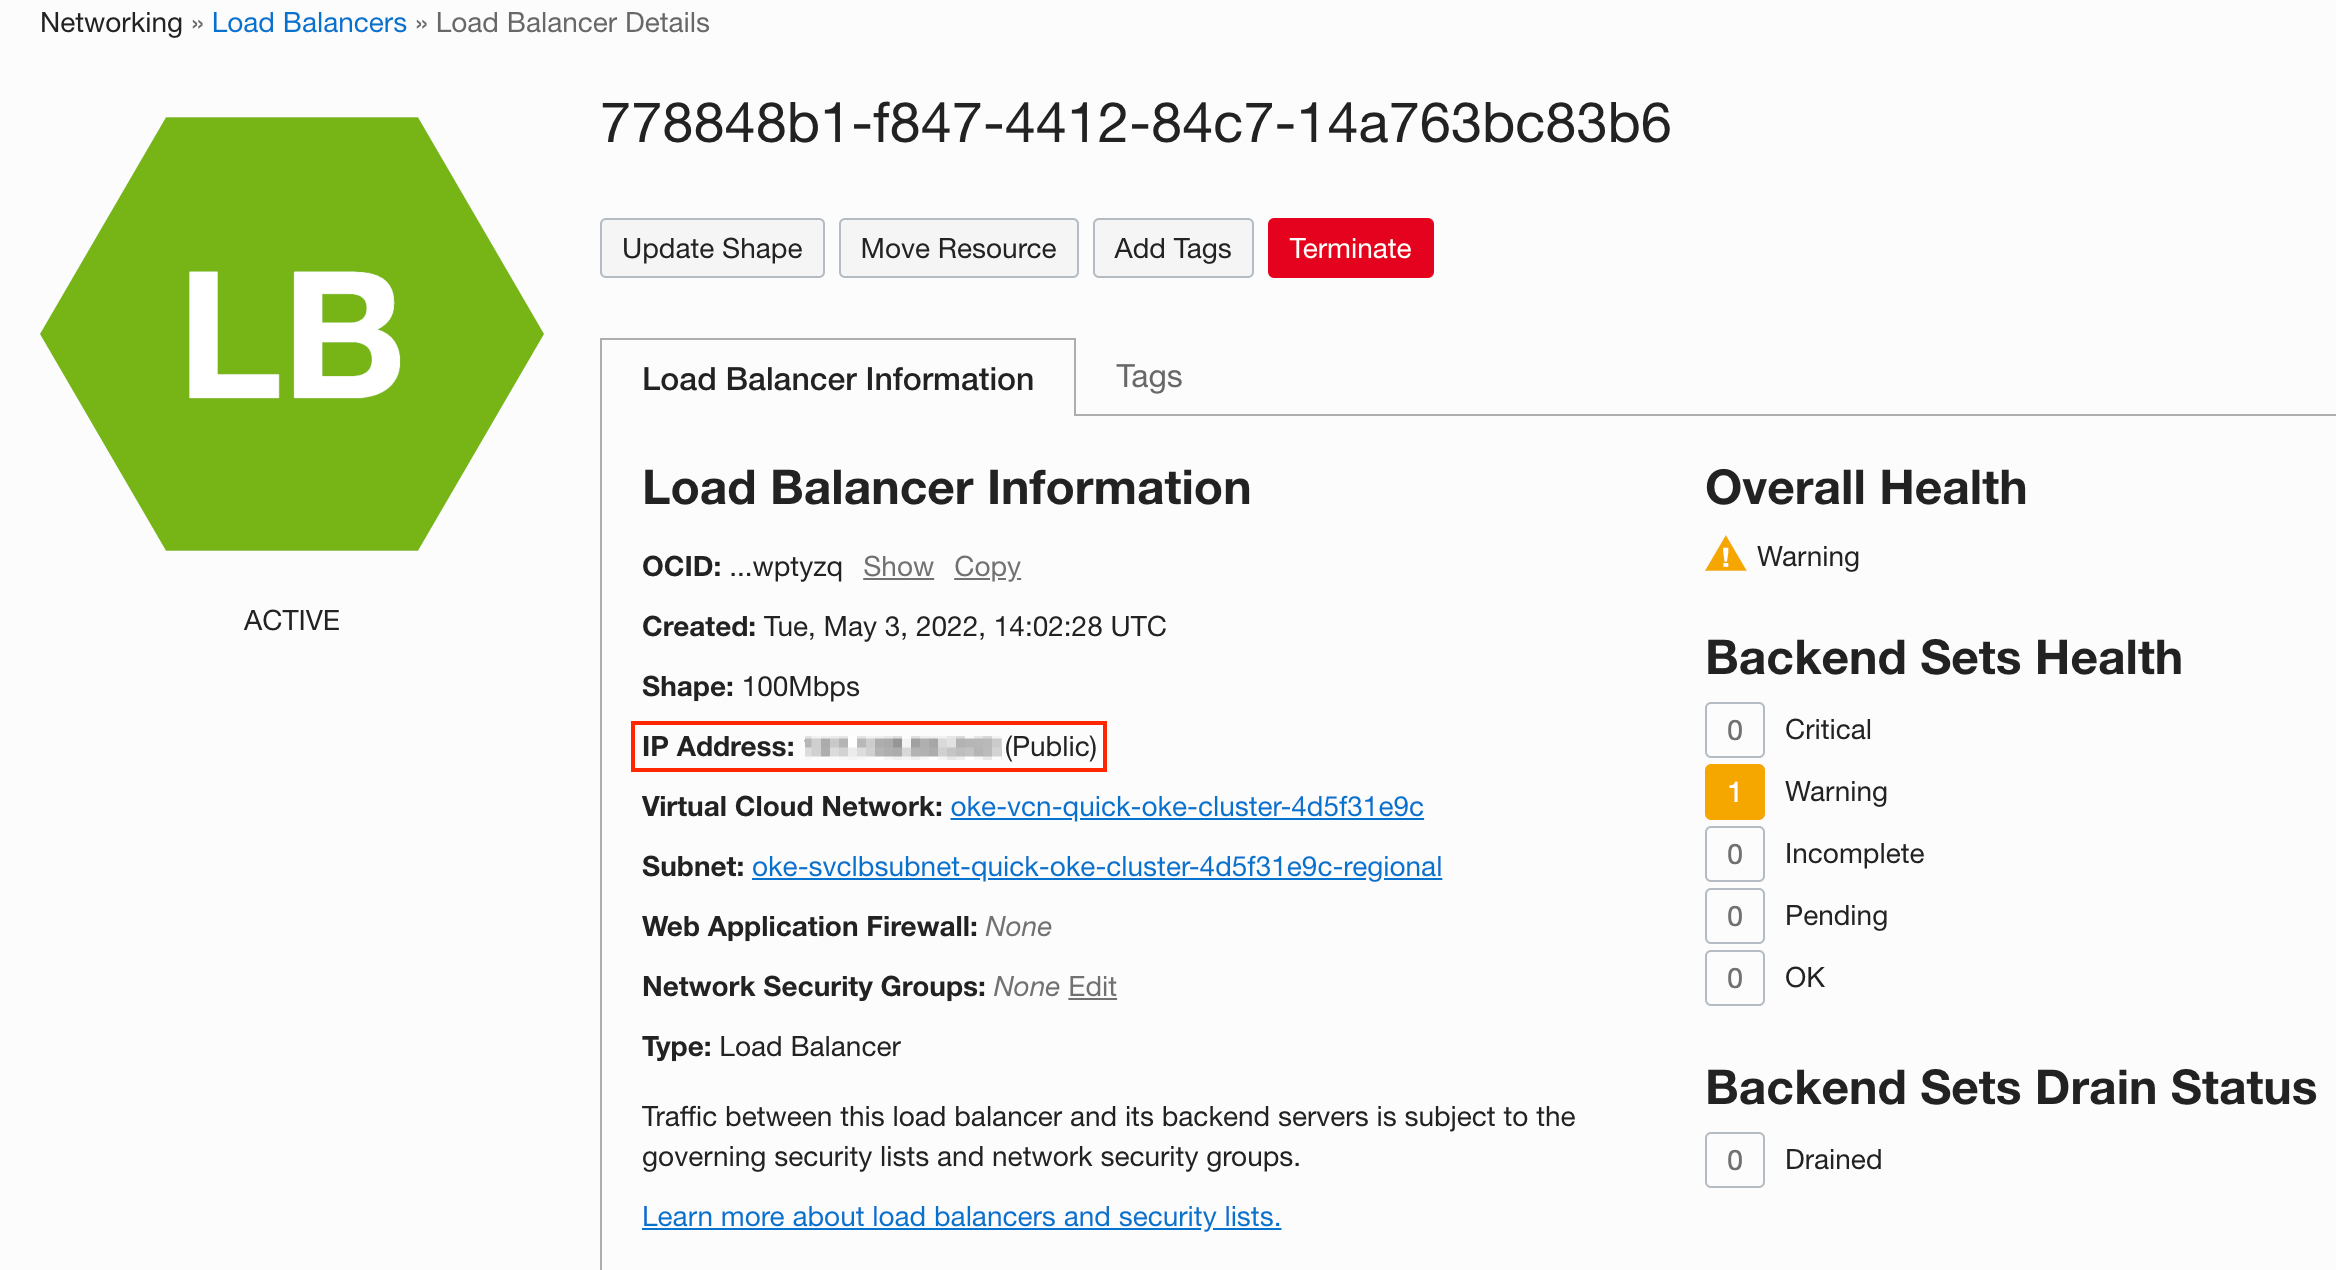 Networking » Load Balancers » Load Balancer Details
LB
ACTIVE
778848b1-f847-4412-84c7-14a763bc83b6
Update Shape Move Resource Add Tags Terminate
Load Balancer Information Tags
Load Balancer Information
OCID: ...wptyzq Show Copy
Created: Tue, May 3, 2022, 14:02:28 UTC
Shape: 100Mbps
IP Address: (Public)
Virtual Cloud Network: oke-vcn-quick-oke-cluster-4d5f31e9c
Subnet: oke-svclbsubnet-quick-oke-cluster-4d5f31e9c-regional
Web Application Firewall: None
Network Security Groups: None Edit
Type: Load Balancer
Traffic between this load balancer and its backend servers is subject to the
governing security lists and network security groups.
Learn more about load balancers and security lists.
Overall Health
Warning
Backend Sets Health
0 Critical
1 Warning
0 Incomplete
0 Pending
0 OK
Backend Sets Drain Status
0 Drained